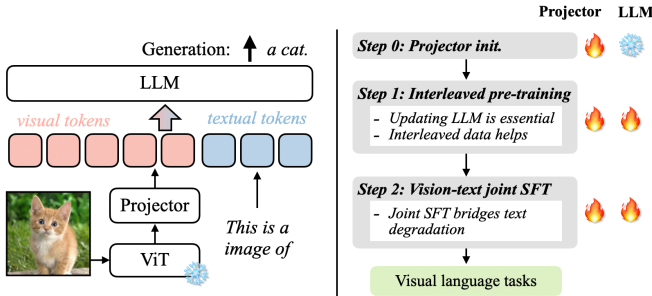 Generation: a cat.
LLM
visual tokens
textual tokens
Projector
This is a
image of
ViT
Projector LLM
Step 0: Projector init.
Step 1: Interleaved pre-training
- Updating LLM is essential
- Interleaved data helps
Step 2: Vision-text joint SFT
- Joint SFT bridges text
degradation
Visual language tasks